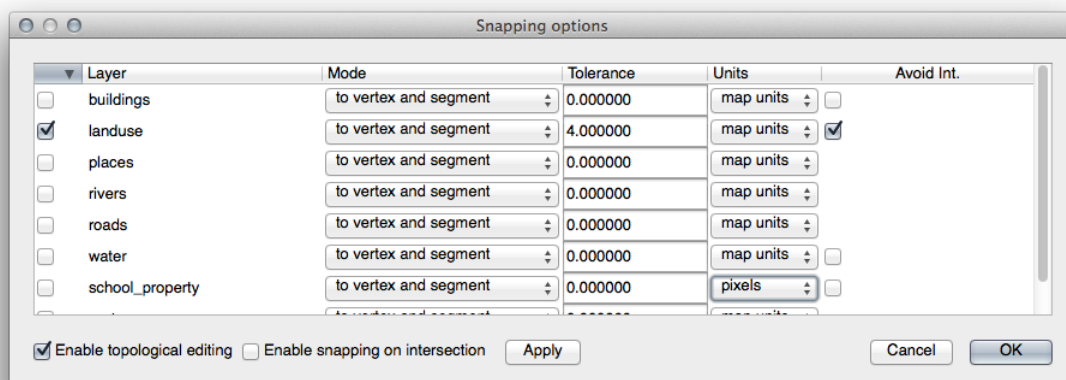 Snapping options
Layer Mode Tolerance Units Avoid Int.
buildings to vertex and segment 0.000000 map units
landuse to vertex and segment 4.000000 map units
places to vertex and segment 0.000000 map units
rivers to vertex and segment 0.000000 map units
roads to vertex and segment 0.000000 map units
water to vertex and segment 0.000000 map units
school_property to vertex and segment 0.000000 pixels
Enable topological editing Enable snapping on intersection Apply Cancel OK